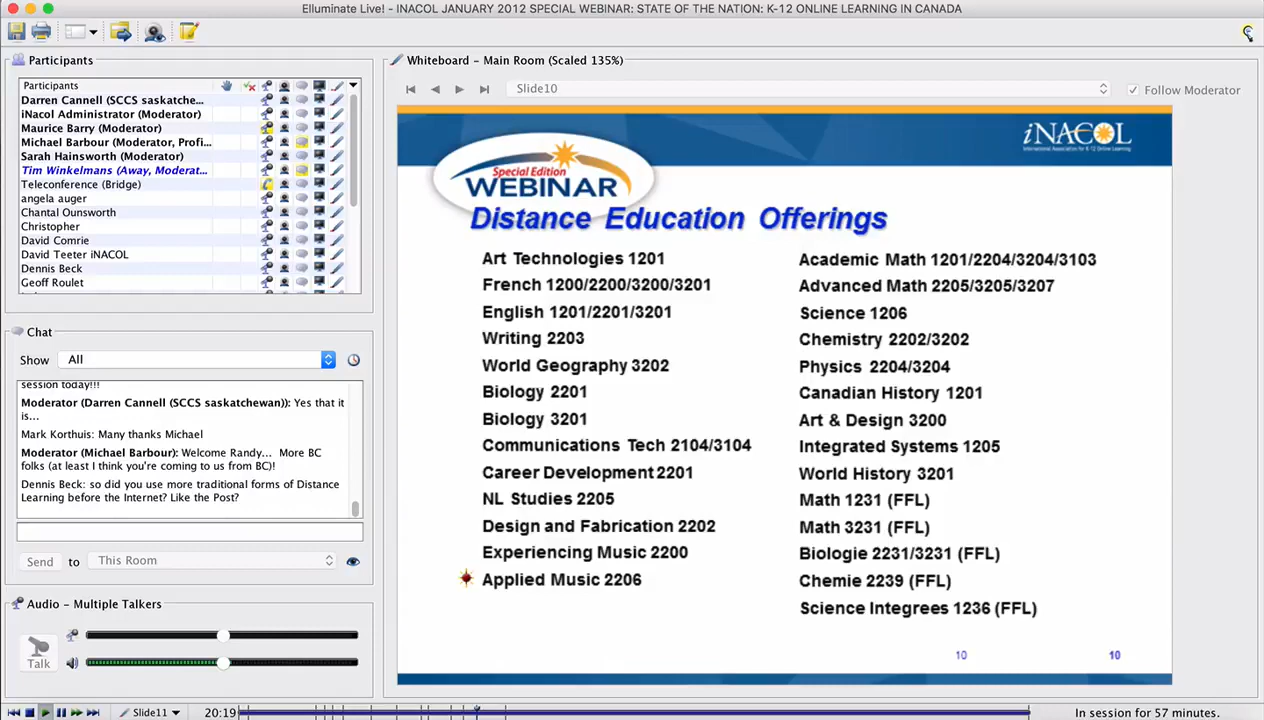 Elluminate Live! - INACOL JANUARY 2012 SPECIAL WEBINAR: STATE OF THE NATION: K-12 ONLINE LEARNING IN CANADA
Participants
Participants
Darren Cannell (SCCS saskatche...
iNacol Administrator (Moderator)
Maurice Barry (Moderator)
Michael Barbour (Moderator, Profi...
Sarah Hainsworth (Moderator)
Tim Winkelmans (Away, Moderat...
Teleconference (Bridge)
angela auger
Chantal Ounsworth
Christopher
David Comrie
David Teeter iNACOL
Dennis Beck
Geoff Roulet
Chat
Show All
session today!!!
Moderator (Darren Cannell (SCCS saskatchewan)): Yes that it
is...
Mark Korthuis: Many thanks Michael
Moderator (Michael Barbour): Welcome Randy... More BC
folks (at least I think you're coming to us from BC)!
Dennis Beck: so did you use more traditional forms of Distance
Learning before the Internet? Like the Post?
Send to This Room
Audio - Multiple Talkers
Talk
Whiteboard - Main Room (Scaled 135%)
Slide10
Follow Moderator
iNACOL
International Association for K-12 Online Learning
Special Edition
WEBINAR
Distance Education Offerings
Art Technologies 1201
French 1200/2200/3200/3201
English 1201/2201/3201
Writing 2203
World Geography 3202
Biology 2201
Biology 3201
Communications Tech 2104/3104
Career Development 2201
NL Studies 2205
Design and Fabrication 2202
Experiencing Music 2200
Applied Music 2206
Academic Math 1201/2204/3204/3103
Advanced Math 2205/3205/3207
Science 1206
Chemistry 2202/3202
Physics 2204/3204
Canadian History 1201
Art & Design 3200
Integrated Systems 1205
World History 3201
Math 1231 (FFL)
Math 3231 (FFL)
Biologie 2231/3231 (FFL)
Chemie 2239 (FFL)
Science Integrees 1236 (FFL)
10
10
Slide11
20:19
In session for 57 minutes.